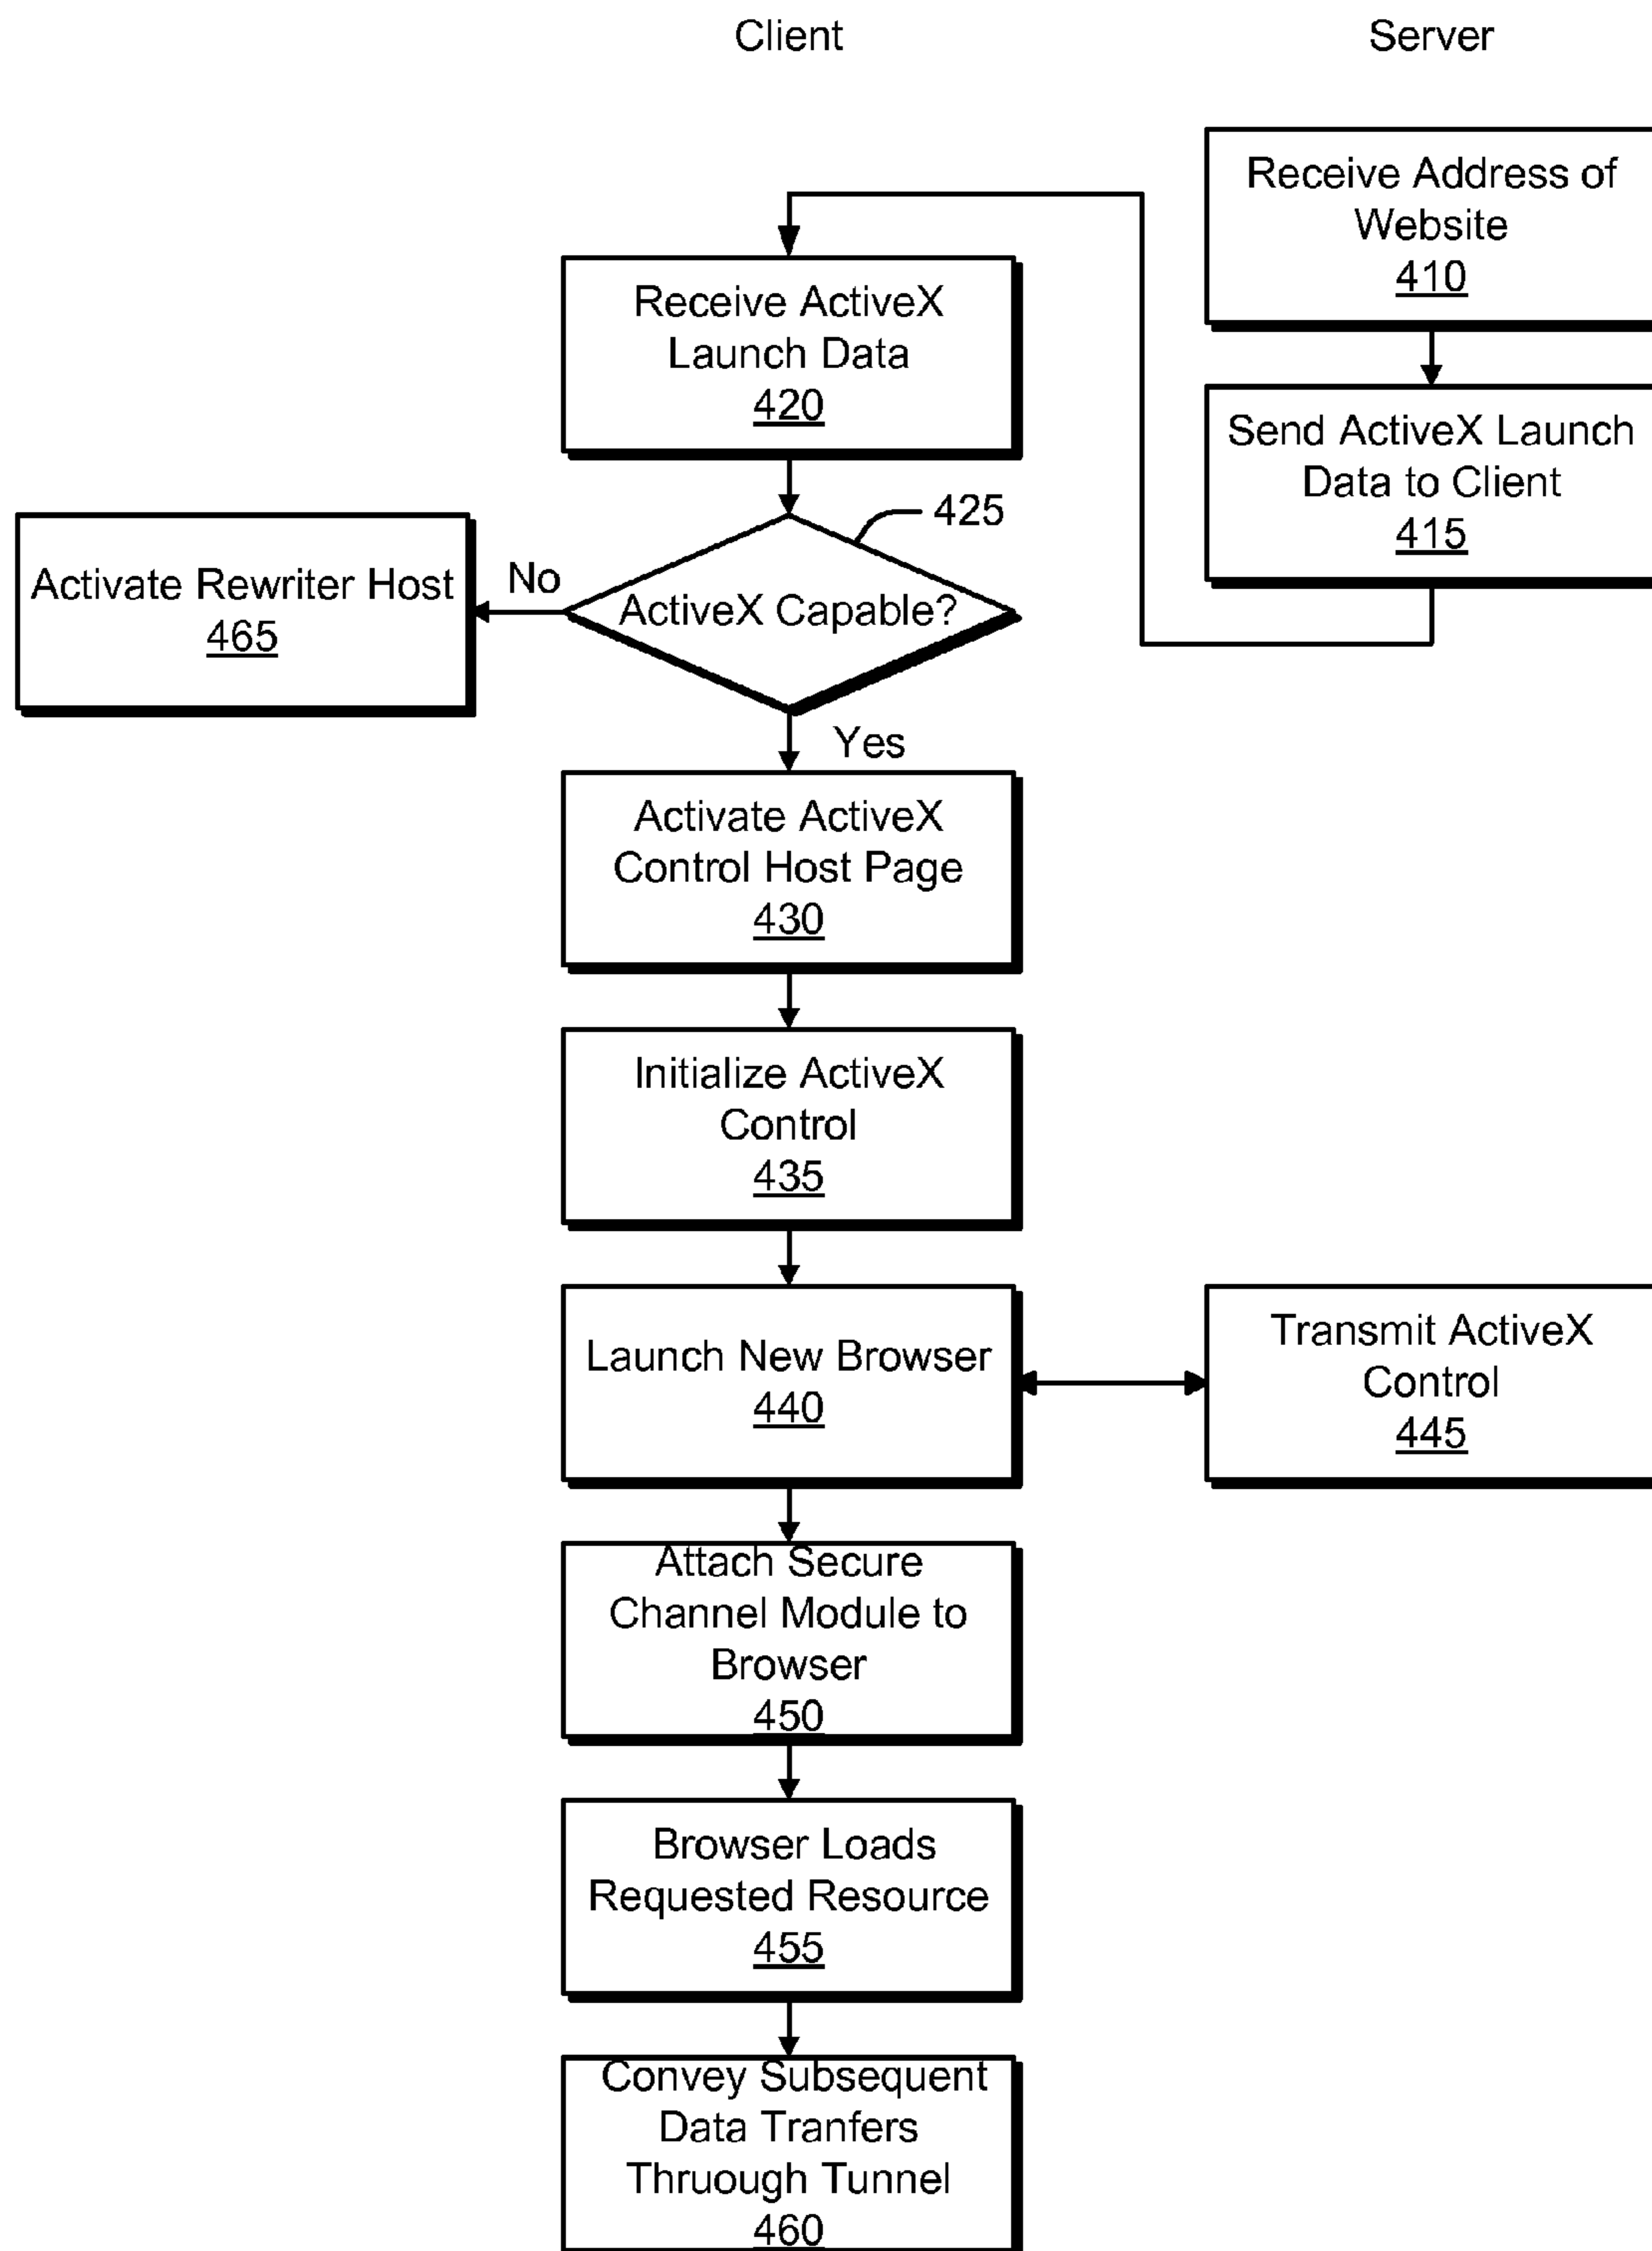 Client
Server
Receive Address of
Website
410
Receive ActiveX
Launch Data
420
Send ActiveX Launch
Data to Client
415
425
ActiveX Capable?
No
Activate Rewriter Host
465
Yes
Activate ActiveX
Control Host Page
430
Initialize ActiveX
Control
435
Launch New Browser
440
Transmit ActiveX
Control
445
Attach Secure
Channel Module to
Browser
450
Browser Loads
Requested Resource
455
Convey Subsequent
Data Tranfers
Thruough Tunnel
460